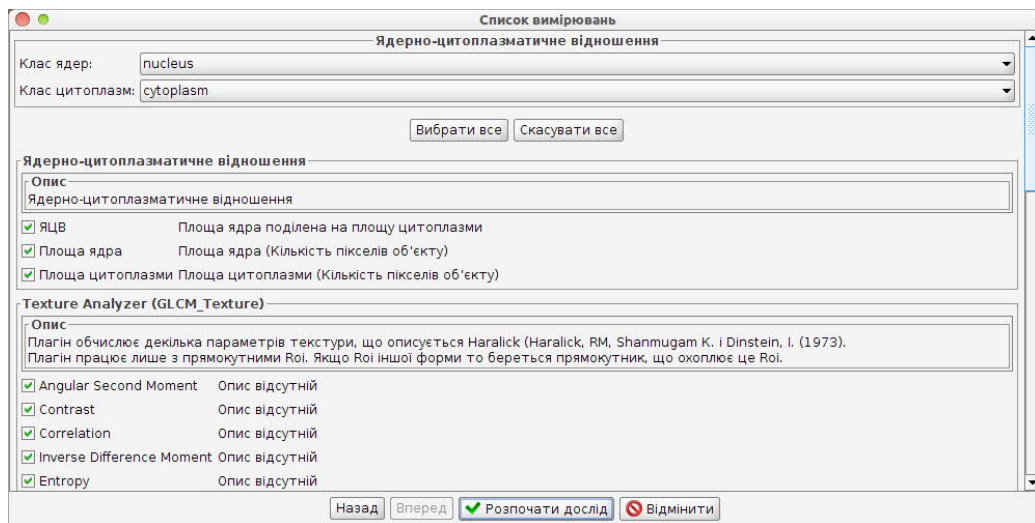 Список вимірювань
Ядерно-цитоплазматичне відношення
Клас ядер: nucleus
Клас цитоплазм: cytoplasm
Вибрати все Скасувати все
Ядерно-цитоплазматичне відношення
Опис
Ядерно-цитоплазматичне відношення
ЯЦВ Площа ядра поділена на площу цитоплазми
Площа ядра Площа ядра (Кількість пікселів об'єкту)
Площа цитоплазми Площа цитоплазми (Кількість пікселів об'єкту)
Texture Analyzer (GLCM_Texture)
Опис
Плагін обчислює декілька параметрів текстури, що описується Haralick (Haralick, RM, Shanmugam K. і Dinstein, I. (1973).
Плагін працює лише з прямокутними Roi. Якщо Roi іншої форми то береться прямокутник, що охоплює це Roi.
Angular Second Moment Опис відсутній
Contrast Опис відсутній
Correlation Опис відсутній
Inverse Difference Moment Опис відсутній
Entropy Опис відсутній
Назад Вперед Розпочати дослід Відмінити